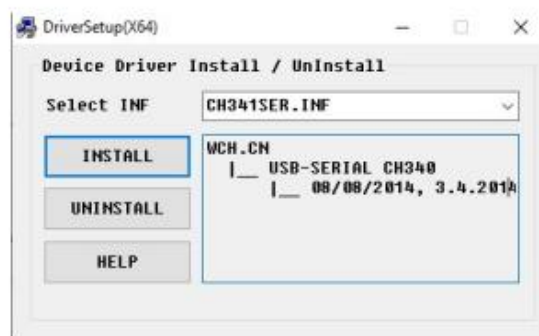 DriverSetup(X64)
Device Driver Install / UnInstall
Select INF
CH341SER.INF
INSTALL
UNINSTALL
HELP
WCH.CN
|__ USB-SERIAL CH340
|__ 08/08/2014, 3.4.2014